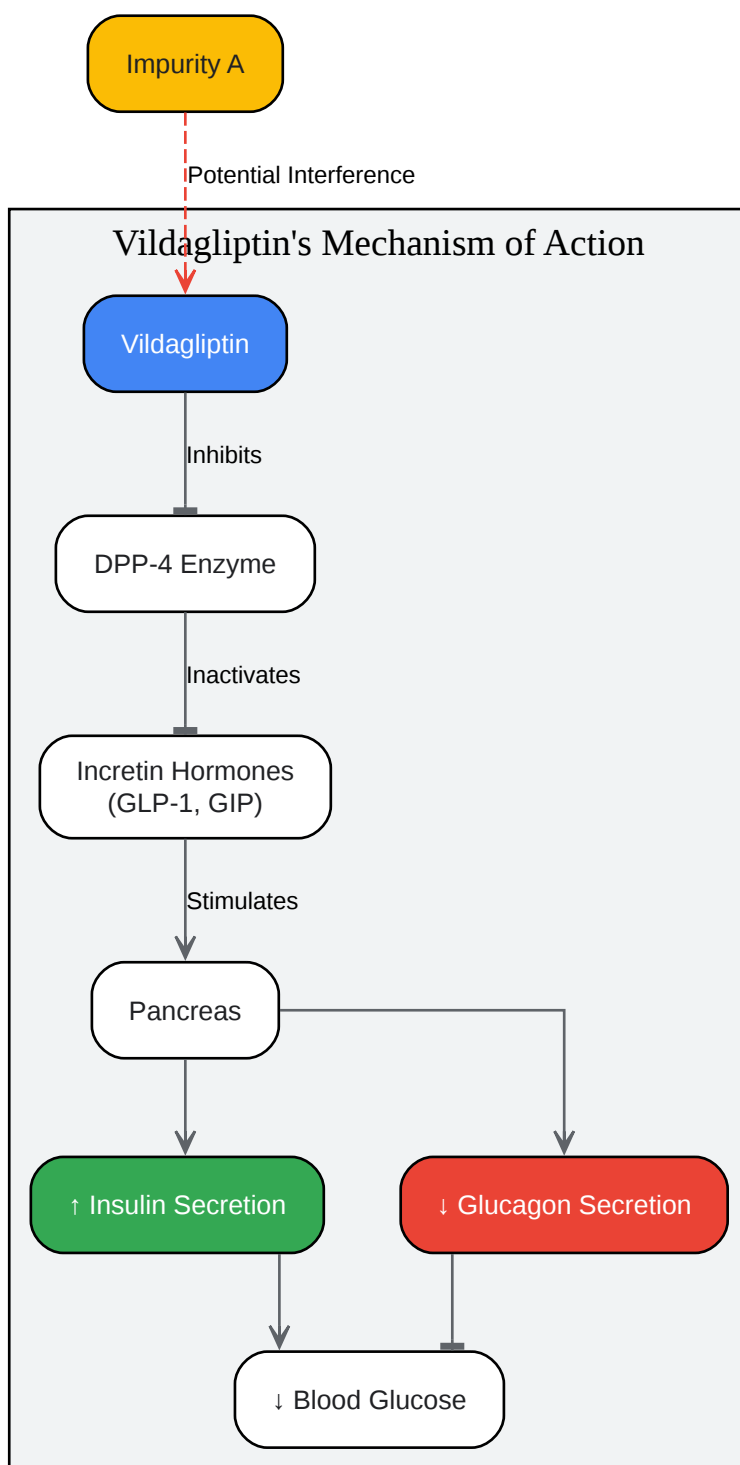 Impurity A
Potential Interference
Vildagliptin's Mechanism of Action
Vildagliptin
Inhibits
DPP-4 Enzyme
Inactivates
Incretin Hormones
(GLP-1, GIP)
Stimulates
Pancreas
↑ Insulin Secretion
↓ Glucagon Secretion
↓ Blood Glucose